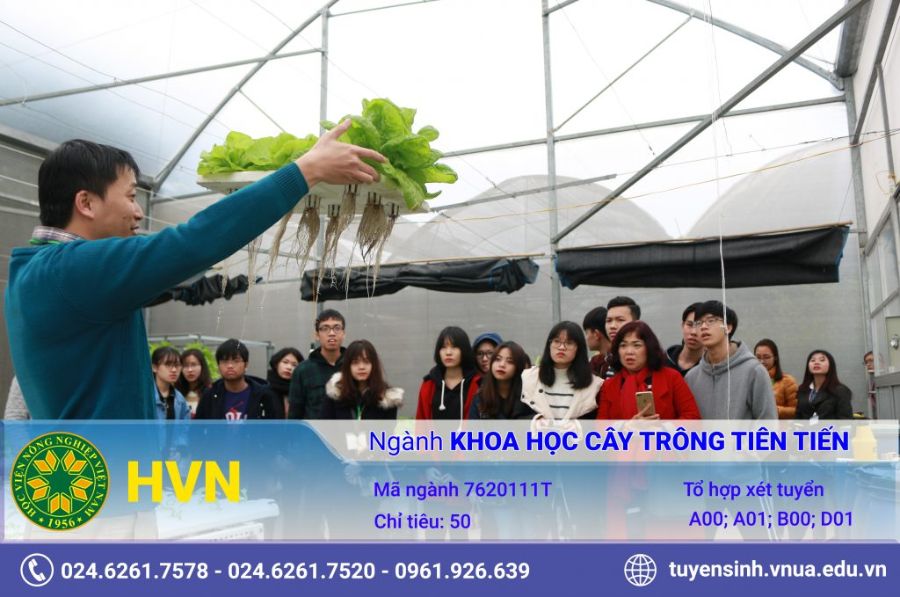 Ngành KHOA HỌC CÂY TRÔNG TIÊN TIẾN
HỌC VIỆN NÔNG NGHIỆP VIỆT NAM
1956
HVN
Mã ngành 7620111T
Tổ hợp xét tuyển
Chỉ tiêu: 50
A00; A01; B00; D01
024.6261.7578 - 024.6261.7520 - 0961.926.639
tuyensinh.vnua.edu.vn